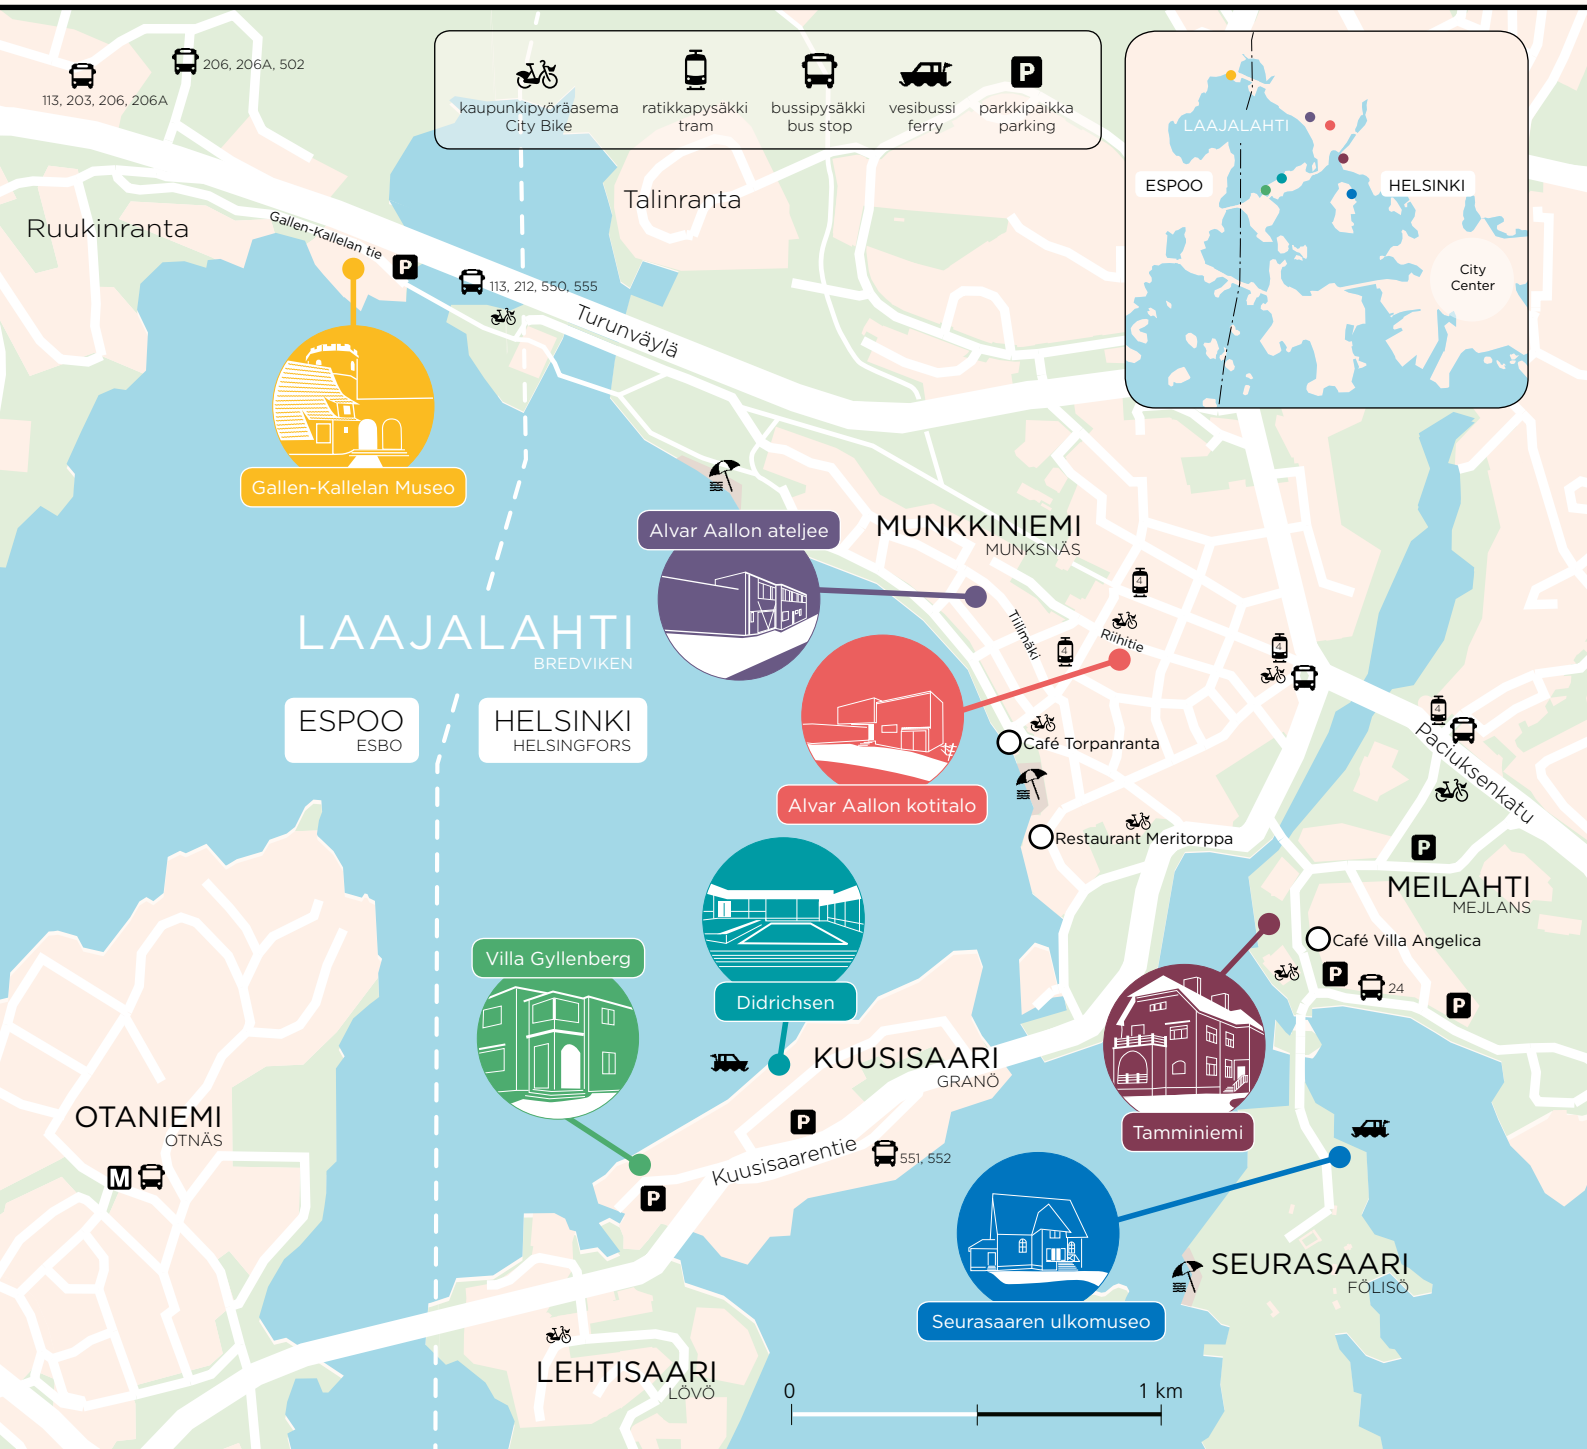 206, 206A, 502
113, 203, 206, 206A
kaupunkipyöräasema
City Bike
ratikkapysäkki
tram
bussipysäkki
bus stop
vesibussi
ferry
P
parkkipaikka
parking
LAAJALAHTI
ESPOO
HELSINKI
City
Center
Ruukinranta
Talinranta
Gallen-Kallelan tie
P
113, 212, 550, 555
Turunväylä
Gallen-Kallelan Museo
Alvar Aallon ateljee
MUNKKINIEMI
MUNKSNÄS
4
Tiilimäki
Riihitie
4
4
LAAJALAHTI
BREDVIKEN
ESPOO
ESBO
HELSINKI
HELSINGFORS
4
Paciuksenkatu
Café Torpanranta
Alvar Aallon kotitalo
Restaurant Meritorppa
P
MEILAHTI
MEJLANS
Café Villa Angelica
P
24
P
Villa Gyllenberg
Didrichsen
KUUSISAARI
GRANÖ
OTANIEMI
OTNÄS
M
P
Kuusisaarentie
551, 552
P
Tamminiemi
SEURASAARI
FÖLISÖ
Seurasaaren ulkomuseo
LEHTISAARI
LÖVÖ
0
1 km